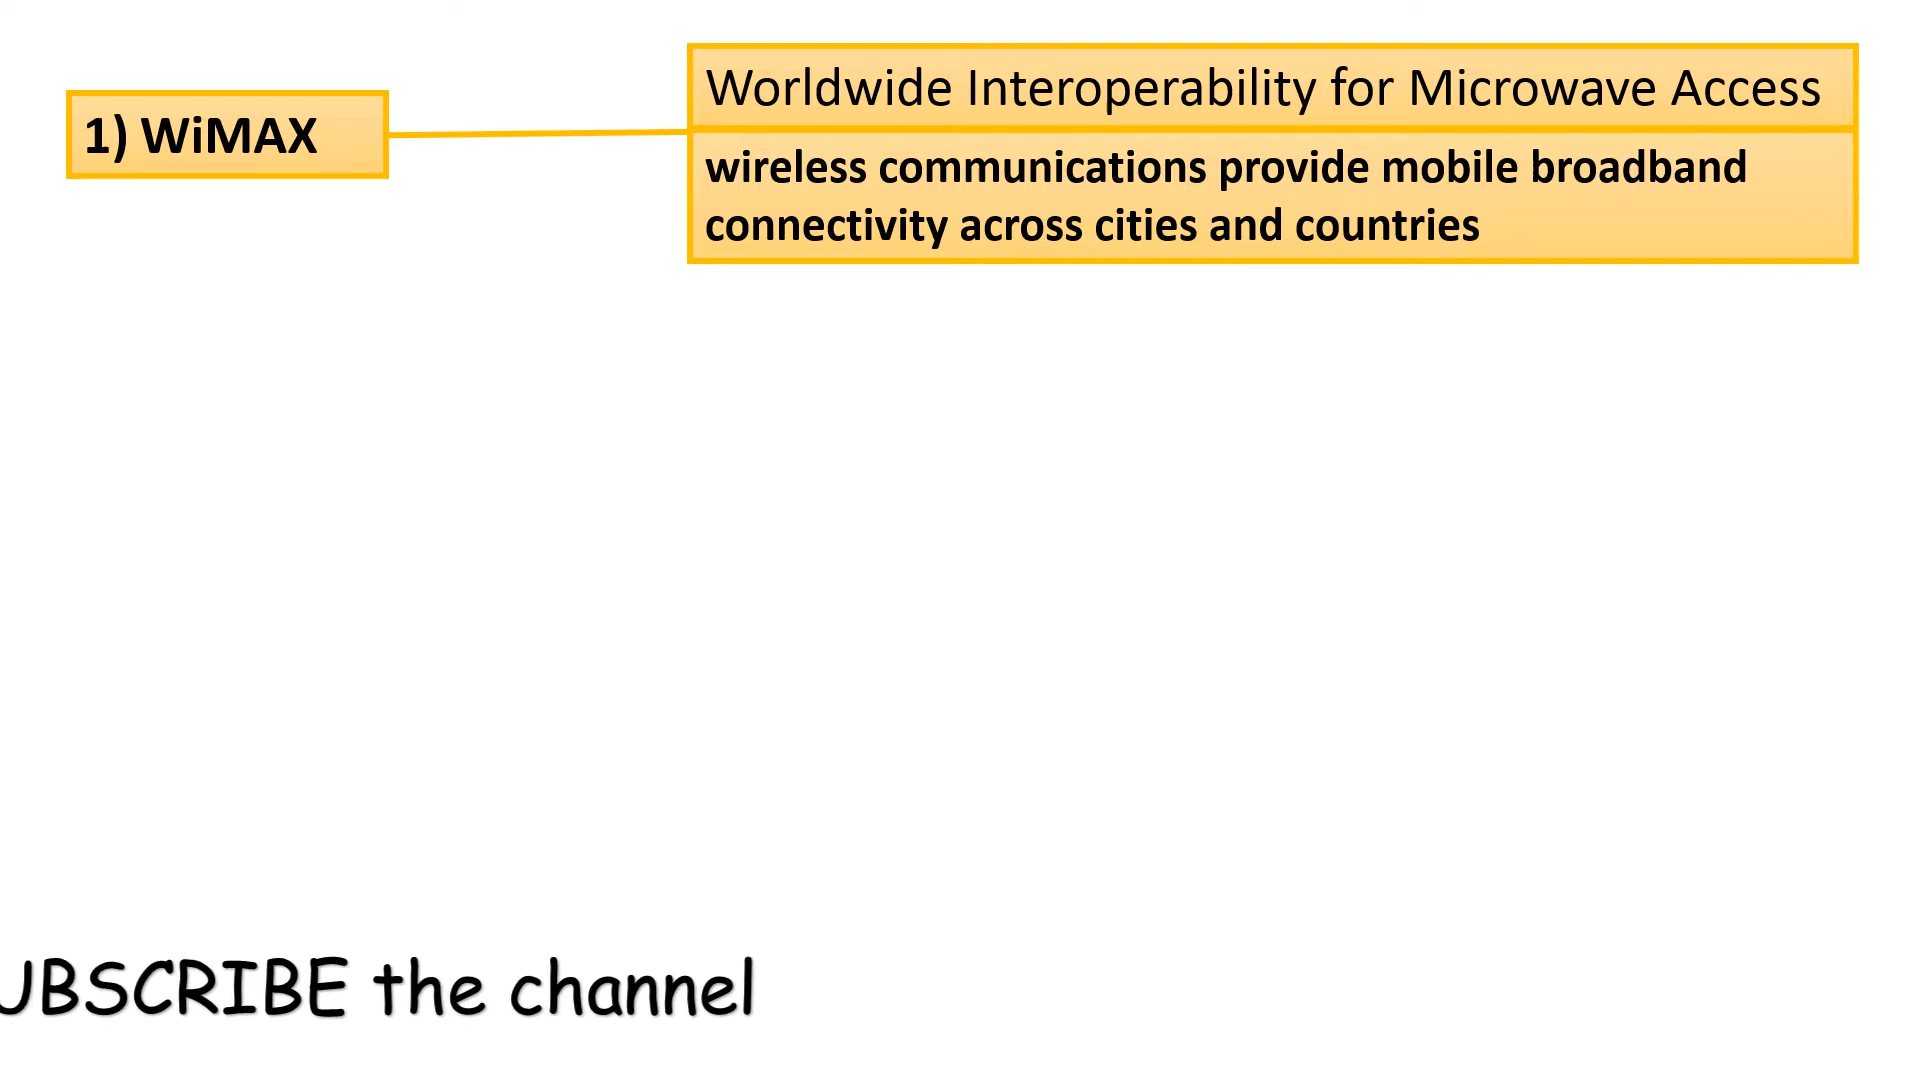 1) WiMAX
Worldwide Interoperability for Microwave Access
wireless communications provide mobile broadband
connectivity across cities and countries
UBSCRIBE the channel